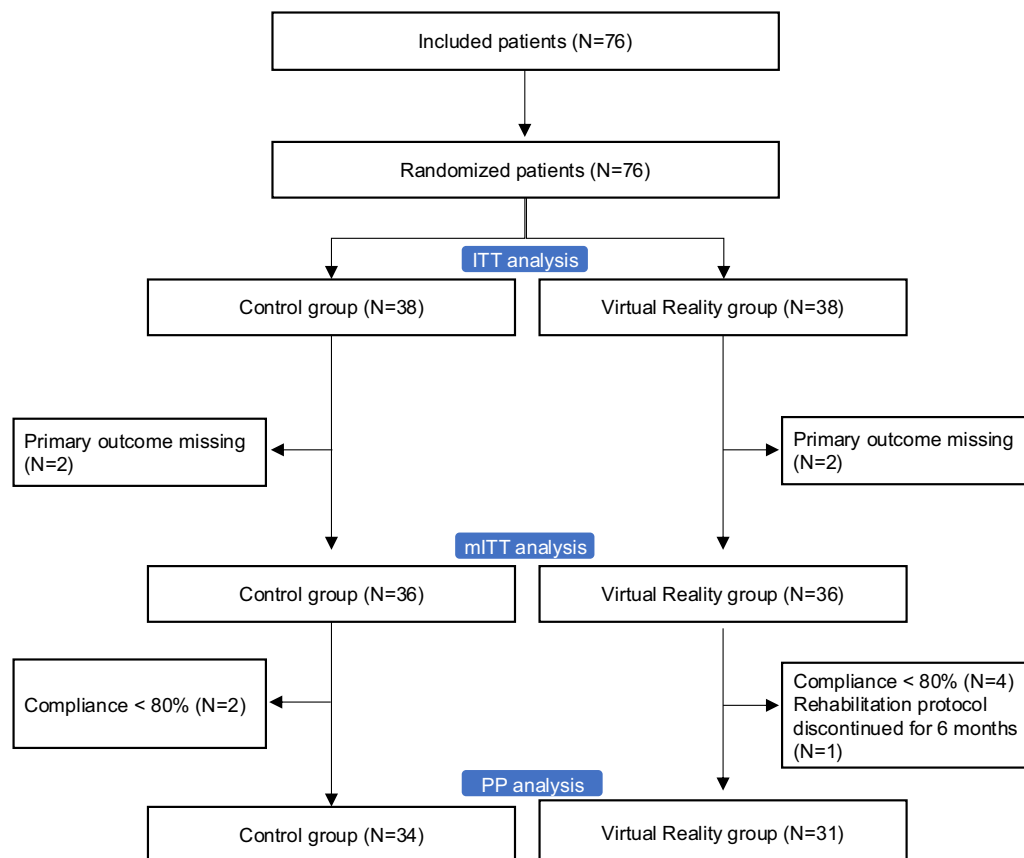 Included patients (N=76)
Randomized patients (N=76)
ITT analysis
Control group (N=38)
Virtual Reality group (N=38)
Primary outcome missing
(N=2)
Primary outcome missing
(N=2)
mITT analysis
Control group (N=36)
Virtual Reality group (N=36)
Compliance < 80% (N=2)
Compliance < 80% (N=4)
Rehabilitation protocol
discontinued for 6 months
(N=1)
PP analysis
Control group (N=34)
Virtual Reality group (N=31)